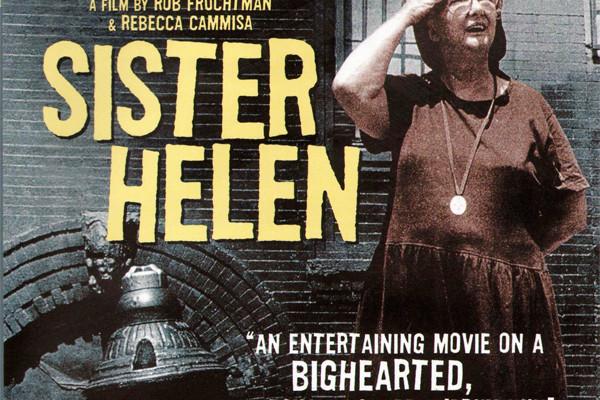 A FILM BY ROB FRUCHTMAN
& REBECCA CAMMISA
SISTER
HELEN
"AN ENTERTAINING MOVIE ON A
BIGHEARTED,